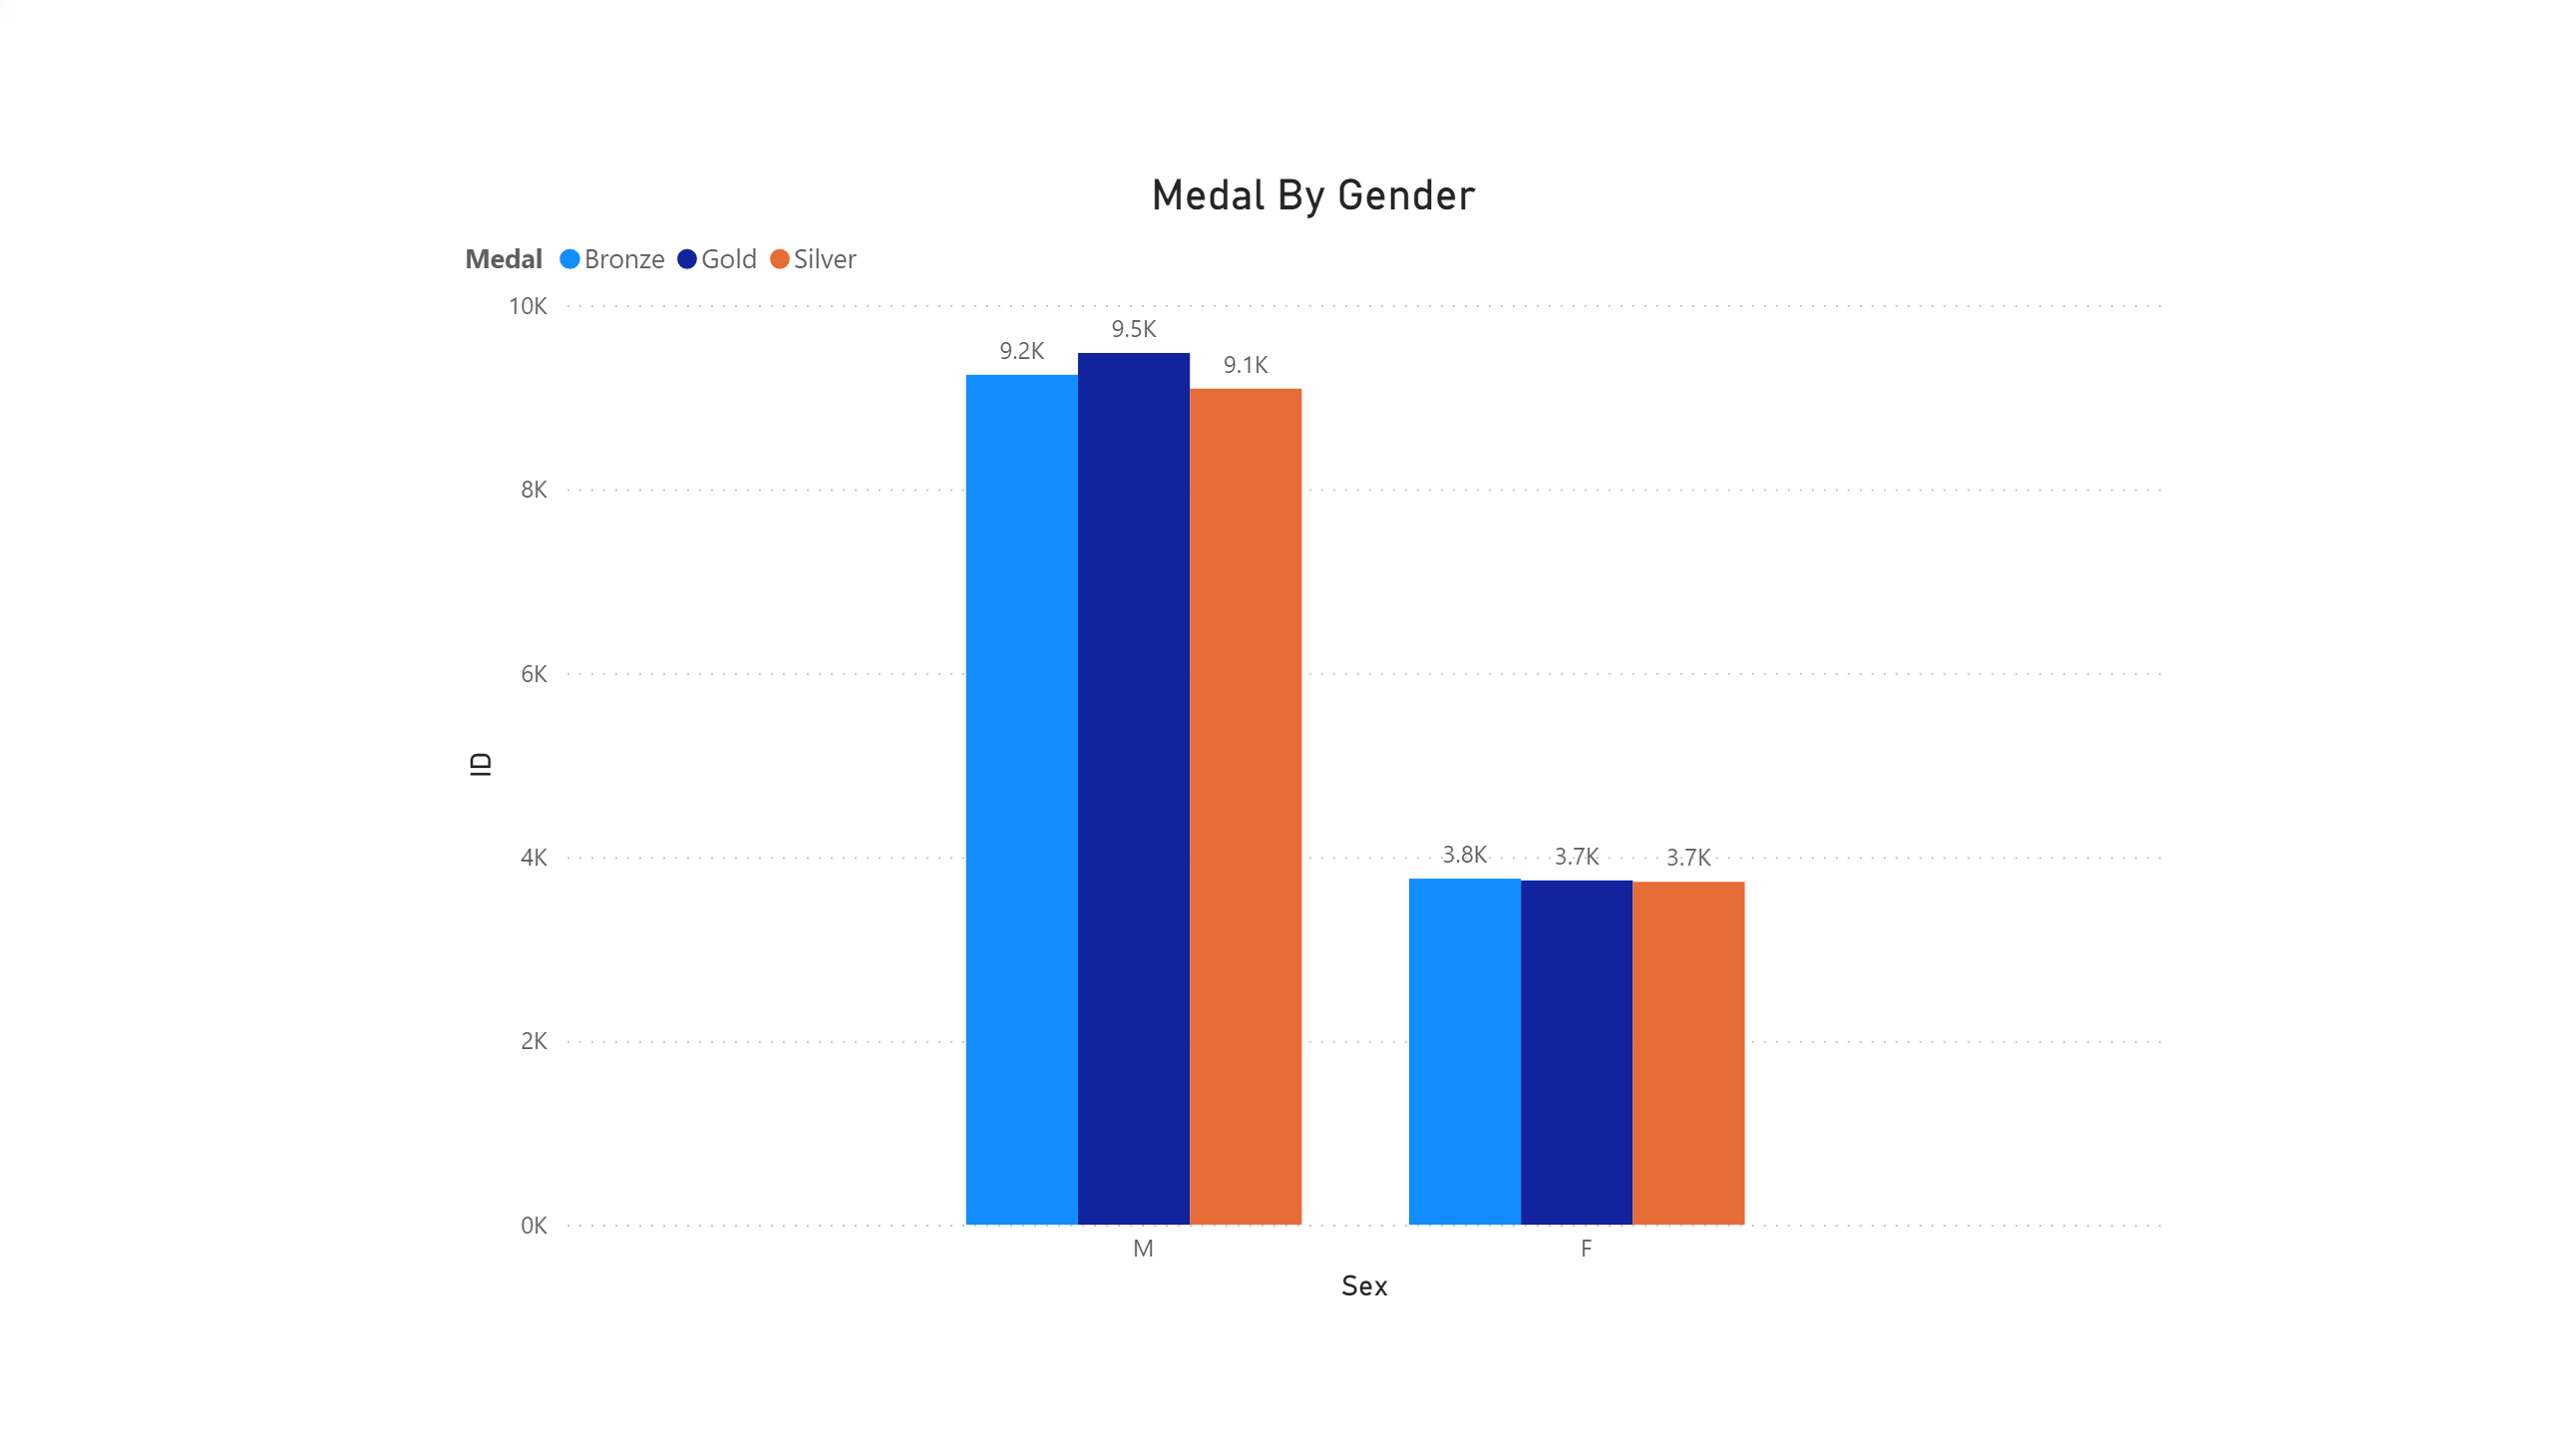 Medal By Gender
Medal Bronze Gold Silver
10K
8K
6K
4K
2K
0K
ID
9.2K
9.5K
9.1K
3.8K
3.7K
3.7K
M
F
Sex